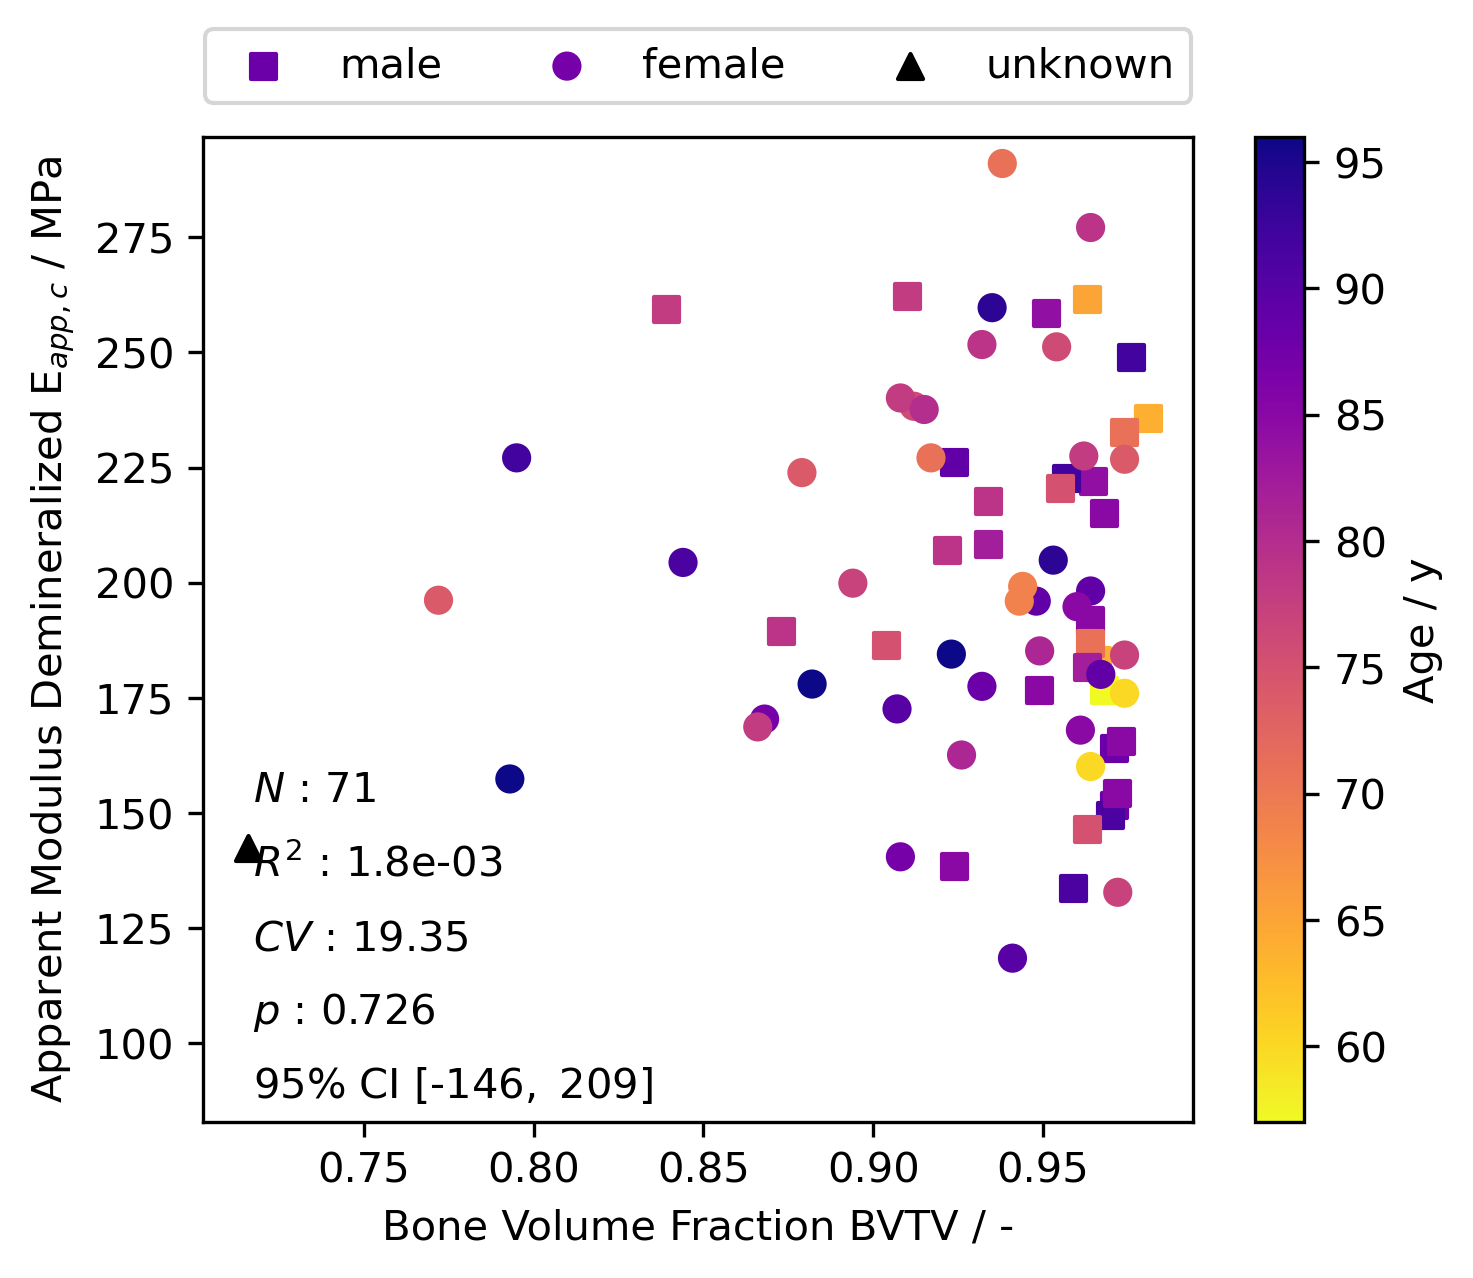 male female unknown
Apparent Modulus Demineralized E_{app, c} / MPa
275
250
225
200
175
150
125
100
N : 71
R² : 1.8e-03
CV : 19.35
p : 0.726
95% CI [-146, 209]
0.75 0.80 0.85 0.90 0.95
Bone Volume Fraction BVTV / -
95
90
85
80
75
70
65
60
Age / y